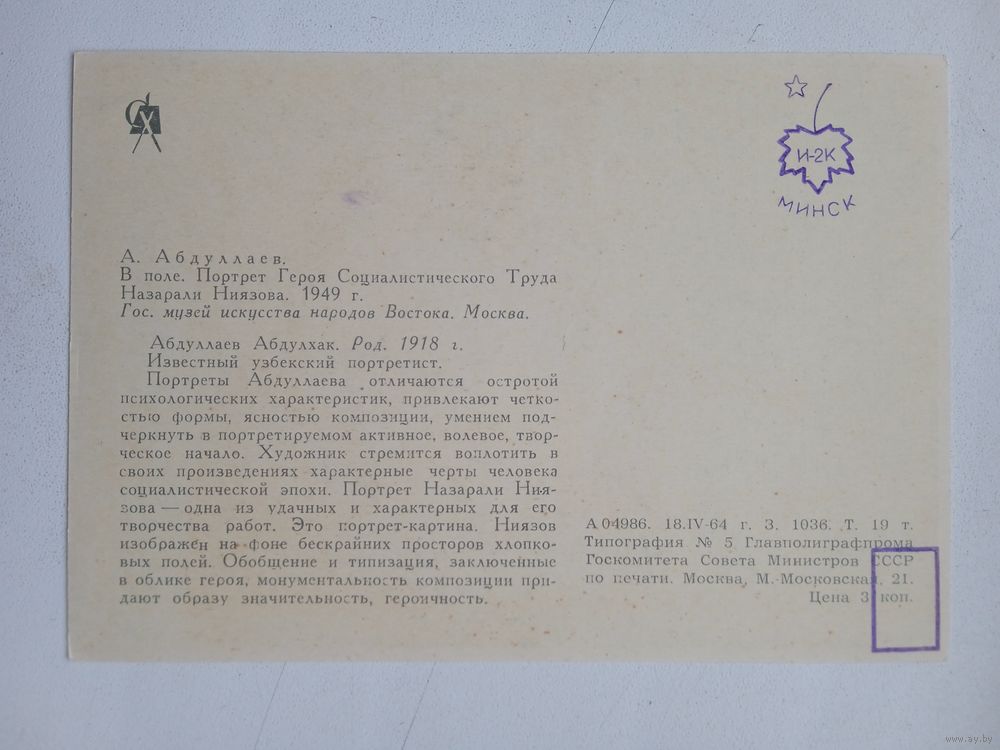 И-2К
МИНСК
А. Абдуллаев.
В поле. Портрет Героя Социалистического Труда
Назарали Ниязова. 1949 г.
Гос. музей искусства народов Востока. Москва.
Абдуллаев Абдулхак. Род. 1918 г.
Известный узбекский портретист.
Портреты Абдуллаева отличаются остротой
психологических характеристик, привлекают четко-
стью формы, ясностью композиции, умением под-
черкнуть в портретируемом активное, волевое, твор-
ческое начало. Художник стремится воплотить в
своих произведениях характерные черты человека
социалистической эпохи. Портрет Назарали Ния-
зова — одна из удачных и характерных для его
творчества работ. Это портрет-картина. Ниязов
изображен на фоне бескрайних просторов хлопко-
вых полей. Обобщение и типизация, заключенные
в облике героя, монументальность композиции при-
дают образу значительность, героичность.
А 04986. 18.IV-64 г. З. 1036. Т. 19 т.
Типография № 5 Главполиграфпрома
Госкомитета Совета Министров СССР
по печати. Москва, М.-Московская, 21.
Цена 3 коп.
www.ay.by